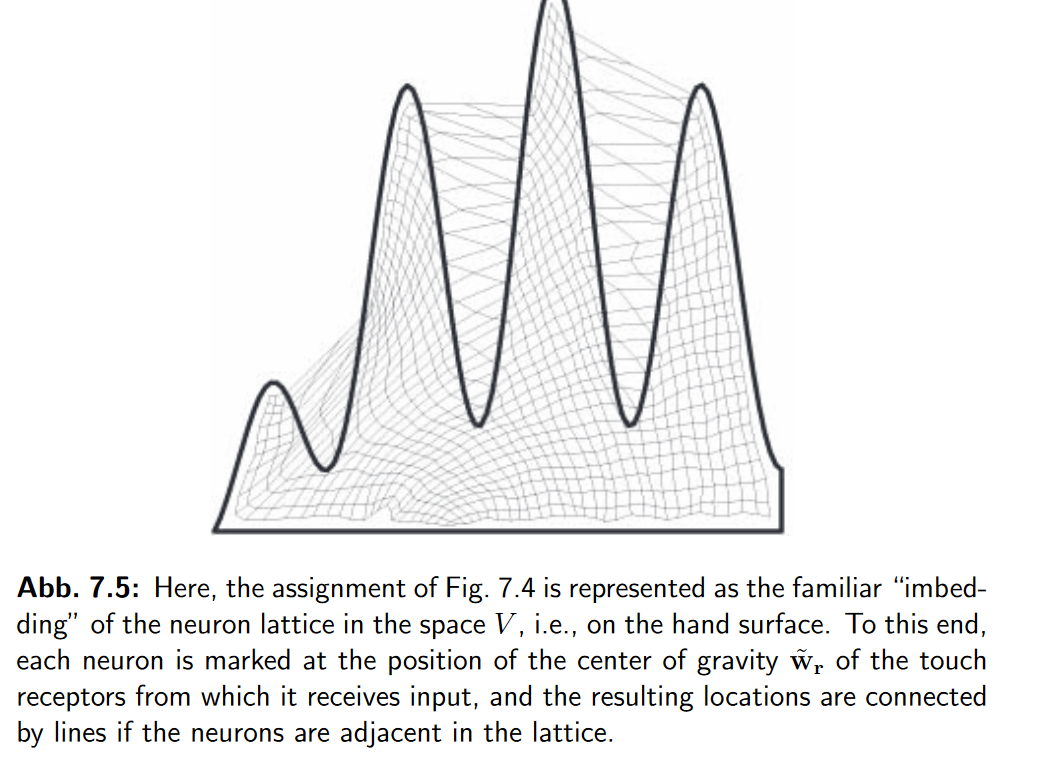 Abb. 7.5: Here, the assignment of Fig. 7.4 is represented as the familiar “imbed-
ding” of the neuron lattice in the space V, i.e., on the hand surface. To this end,
each neuron is marked at the position of the center of gravity w̃ᵣ of the touch
receptors from which it receives input, and the resulting locations are connected
by lines if the neurons are adjacent in the lattice.